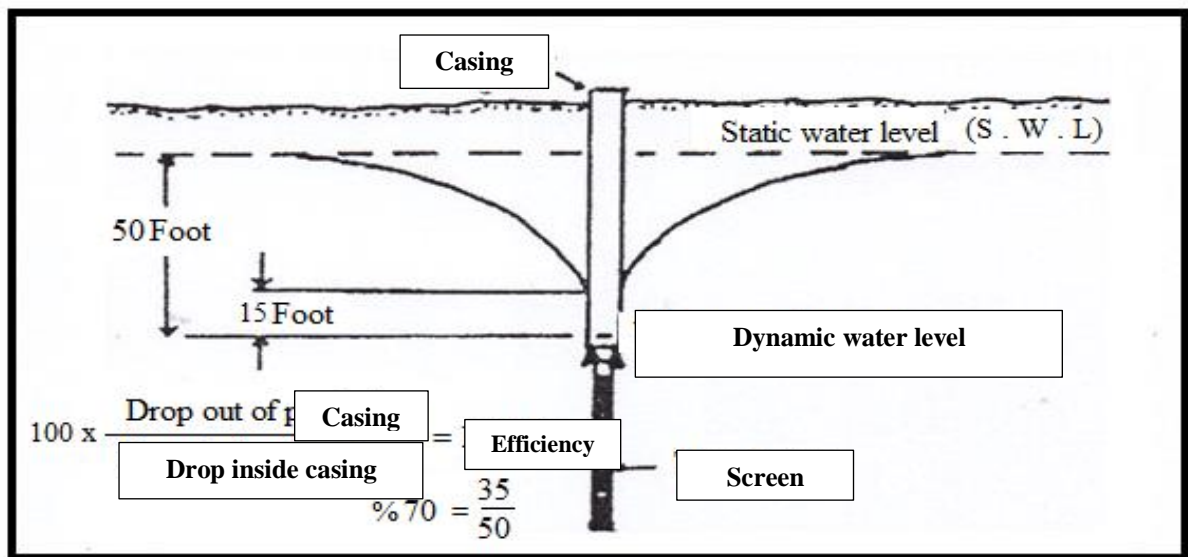 Casing
Static water level (S . W . L)
50 Foot
15 Foot
Dynamic water level
Drop out of Casing
100 x = Efficiency
Drop inside casing
Screen
% 70 = 35
50